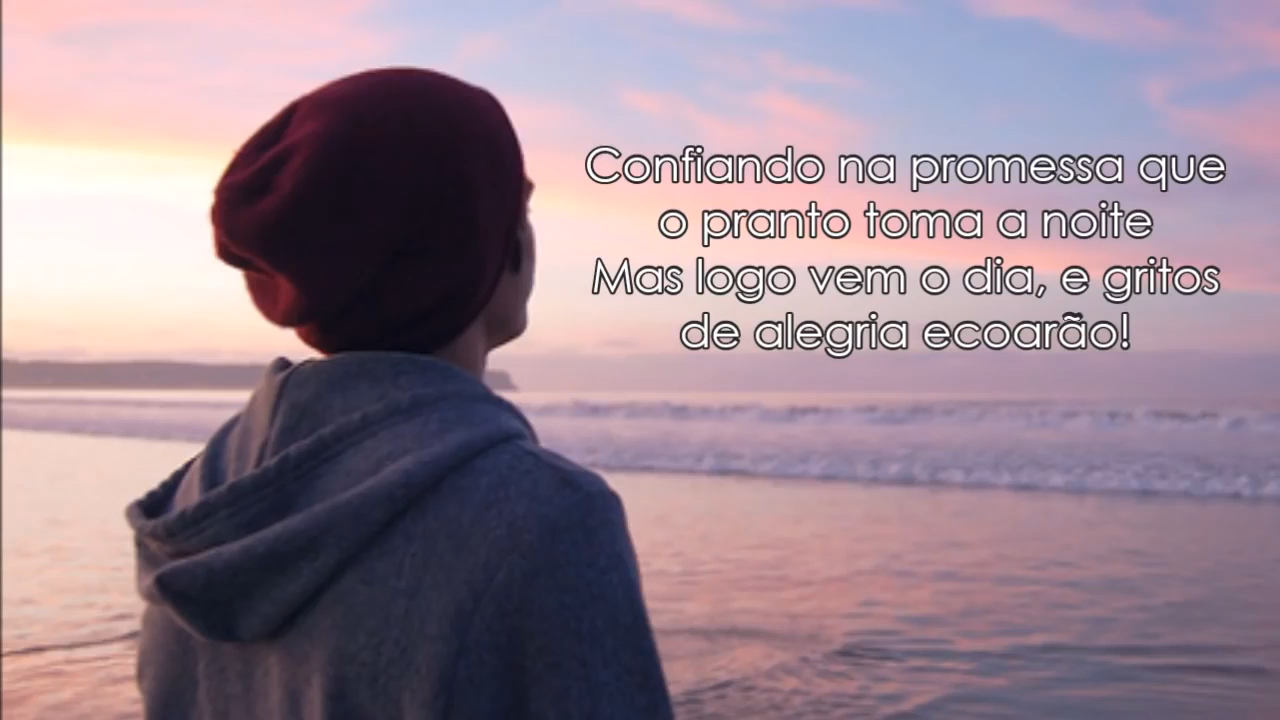 Confiando na promessa que
o pranto toma a noite
Mas logo vem o dia, e gritos
de alegria ecoarão!